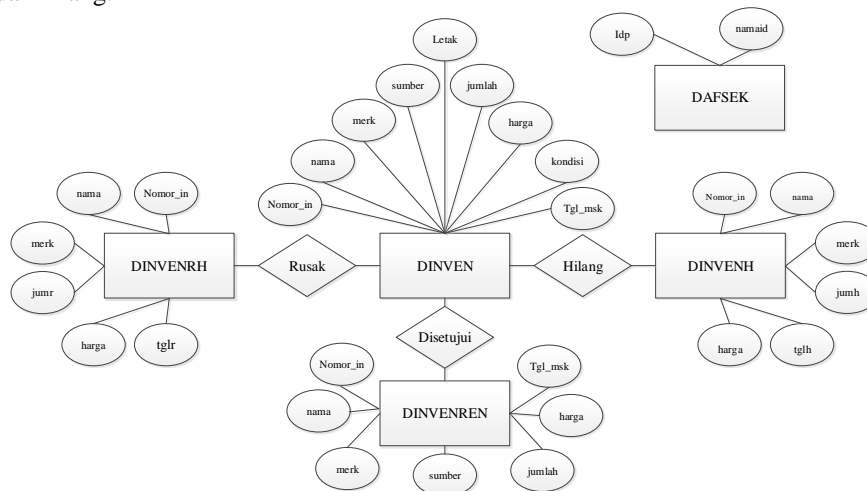 Letak
Idp
namaid
sumber
jumlah
DAFSEK
merk
harga
nama
kondisi
Nomor_in
Tgl_msk
nama
Nomor_in
Nomor_in
nama
merk
DINVENRH
Rusak
DINVEN
Hilang
DINVENH
merk
jumr
jumh
harga
tglr
Disetujui
harga
tglh
Nomor_in
Tgl_msk
nama
DINVENREN
harga
merk
sumber
jumlah